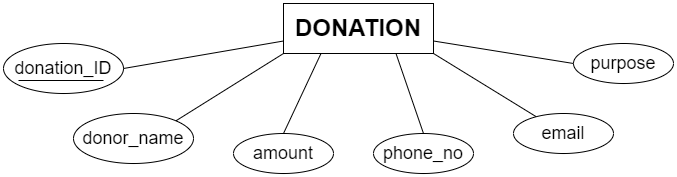 DONATION
donation_ID
purpose
donor_name
amount
phone_no
email